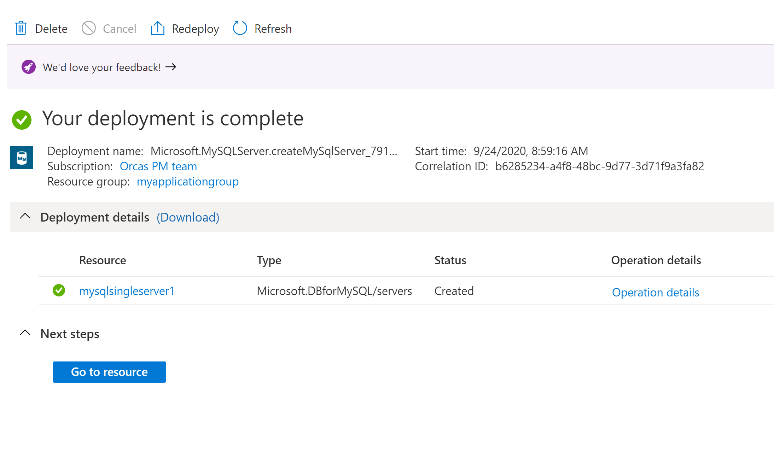 Delete Cancel Redeploy Refresh
We'd love your feedback! →
Your deployment is complete
Deployment name: Microsoft.MySQLServer.createMySqlServer_791... Start time: 9/24/2020, 8:59:16 AM
Subscription: Orcas PM team Correlation ID: b6285234-a4f8-48bc-9d77-3d71f9a3fa82
Resource group: myapplicationgroup
Deployment details (Download)
Resource Type Status Operation details
mysqlsingleserver1 Microsoft.DBforMySQL/servers Created Operation details
Next steps
Go to resource